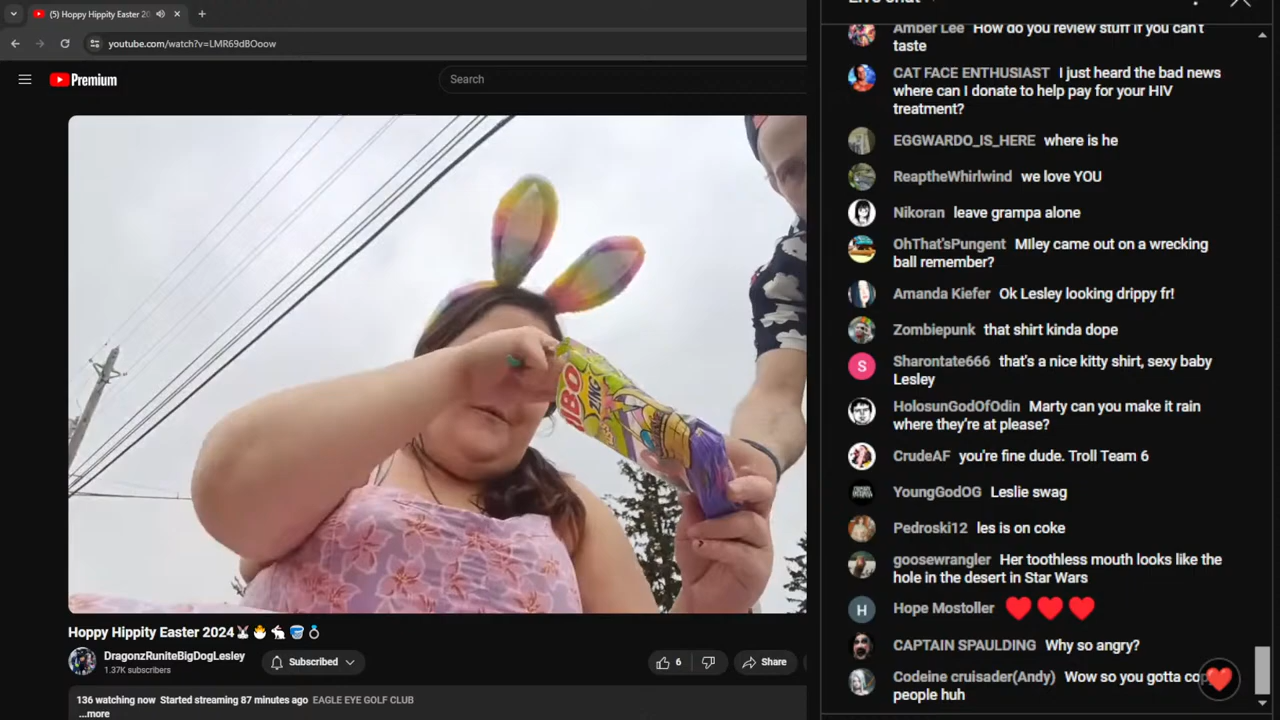 (5) Hoppy Hippity Easter 20
youtube.com/watch?v=LMR69dBOoow
Premium
Search
IBO
ZING
Hoppy Hippity Easter 2024
DragonzRuniteBigDogLesley
1.37K subscribers
Subscribed
6
Share
136 watching now Started streaming 87 minutes ago EAGLE EYE GOLF CLUB
...more
Live chat
Amber Lee How do you review stuff if you can't
taste
CAT FACE ENTHUSIAST I just heard the bad news
where can I donate to help pay for your HIV
treatment?
EGGWARDO_IS_HERE where is he
ReaptheWhirlwind we love YOU
Nikoran leave grampa alone
OhThat'sPungent MIley came out on a wrecking
ball remember?
Amanda Kiefer Ok Lesley looking drippy fr!
Zombiepunk that shirt kinda dope
S
Sharontate666 that's a nice kitty shirt, sexy baby
Lesley
HolosunGodOfOdin Marty can you make it rain
where they're at please?
CrudeAF you're fine dude. Troll Team 6
YoungGodOG Leslie swag
Pedroski12 les is on coke
goosewrangler Her toothless mouth looks like the
hole in the desert in Star Wars
H
Hope Mostoller
CAPTAIN SPAULDING Why so angry?
Codeine crusader(Andy) Wow so you gotta
people huh